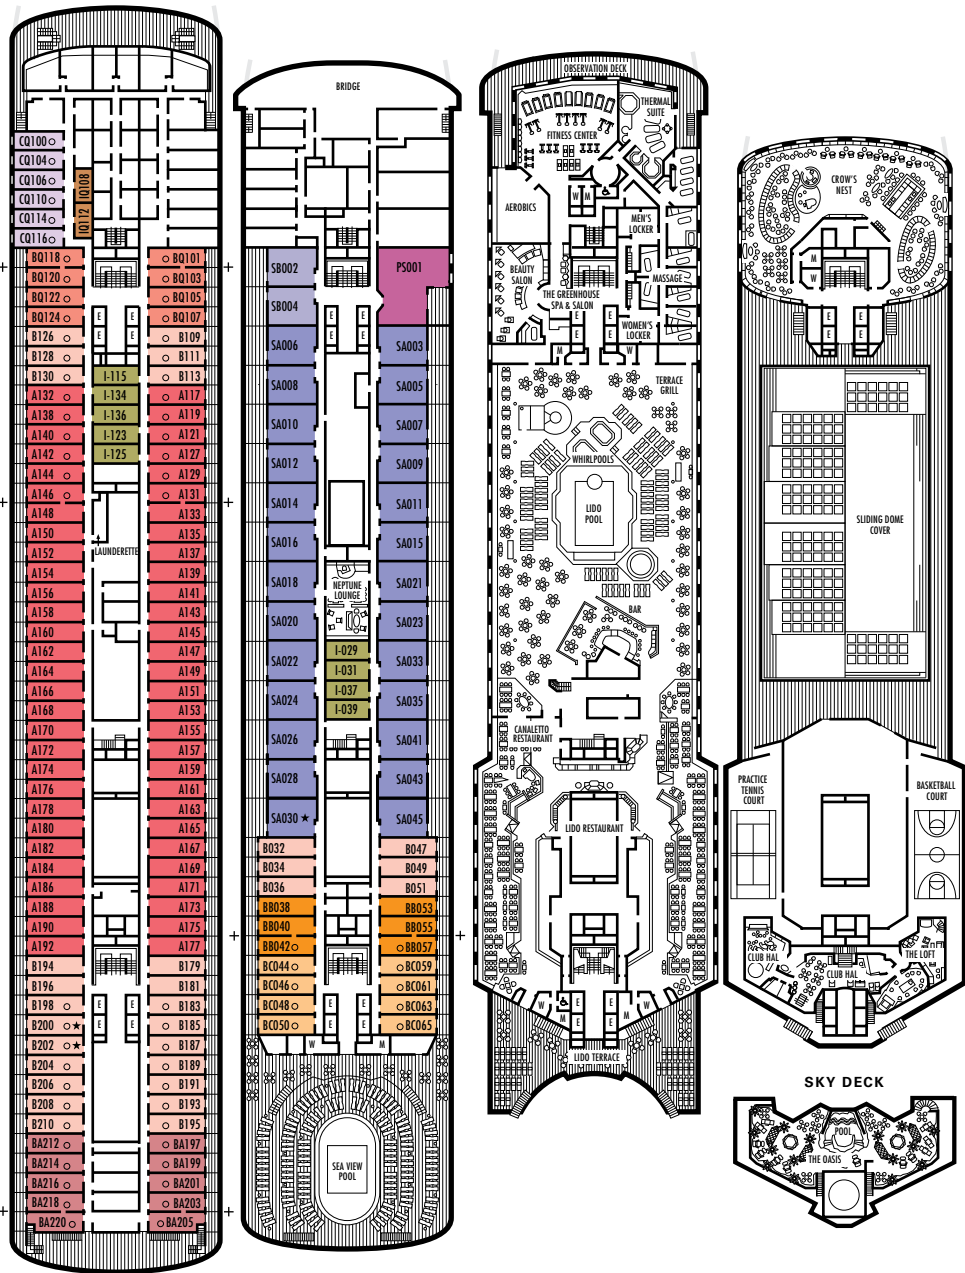 CQ100
CQ104
CQ106
CQ110
CQ114
CQ116
IQ108
IQ112
BQ118
BQ120
BQ122
BQ124
B126
B128
B130
A132
A138
A140
A142
A144
A146
A148
A150
A152
A154
A156
A158
A160
A162
A164
A166
A168
A170
A172
A174
A176
A178
A180
A182
A184
A186
A188
A190
A192
B194
B196
B198
B200
B202
B204
B206
B208
B210
BA212
BA214
BA216
BA218
BA220
E E
E E
I-115
I-134
I-136
I-123
I-125
LAUNDERETTE
E E
E E
BQ101
BQ103
BQ105
BQ107
B109
B111
B113
A117
A119
A121
A127
A129
A131
A133
A135
A137
A139
A141
A143
A145
A147
A149
A151
A153
A155
A157
A159
A161
A163
A165
A167
A169
A171
A173
A175
A177
B179
B181
B183
B185
B187
B189
B191
B193
B195
BA197
BA199
BA201
BA203
BA205
BRIDGE
SB002
SB004
SA006
SA008
SA010
SA012
SA014
SA016
SA018
SA020
SA022
SA024
SA026
SA028
SA030
B032
B034
B036
BB038
BB040
BB042
BC044
BC046
BC048
BC050
E E
E E
NEPTUNE
LOUNGE
I-029
I-031
I-037
I-039
E E
E E
W M
PS001
SA003
SA005
SA007
SA009
SA011
SA015
SA021
SA023
SA033
SA035
SA041
SA043
SA045
B047
B049
B051
BB053
BB055
BB057
BC059
BC061
BC063
BC065
SEA VIEW
POOL
OBSERVATION DECK
THERMAL
SUITE
FITNESS CENTER
W M
AEROBICS
MEN'S
LOCKER
BEAUTY
SALON
MASSAGE
THE GREENHOUSE
SPA & SALON
E E
E E
WOMEN'S
LOCKER
M W
TERRACE
GRILL
WHIRLPOOLS
LIDO
POOL
BAR
CANALETTO
RESTAURANT
LIDO RESTAURANT
W E E M
M E E W
LIDO TERRACE
CROW'S
NEST
M
W
E E
E E
SLIDING DOME
COVER
PRACTICE
TENNIS
COURT
BASKETBALL
COURT
CLUB HAL
THE LOFT
CLUB HAL
E E
E E
SKY DECK
POOL
THE OASIS